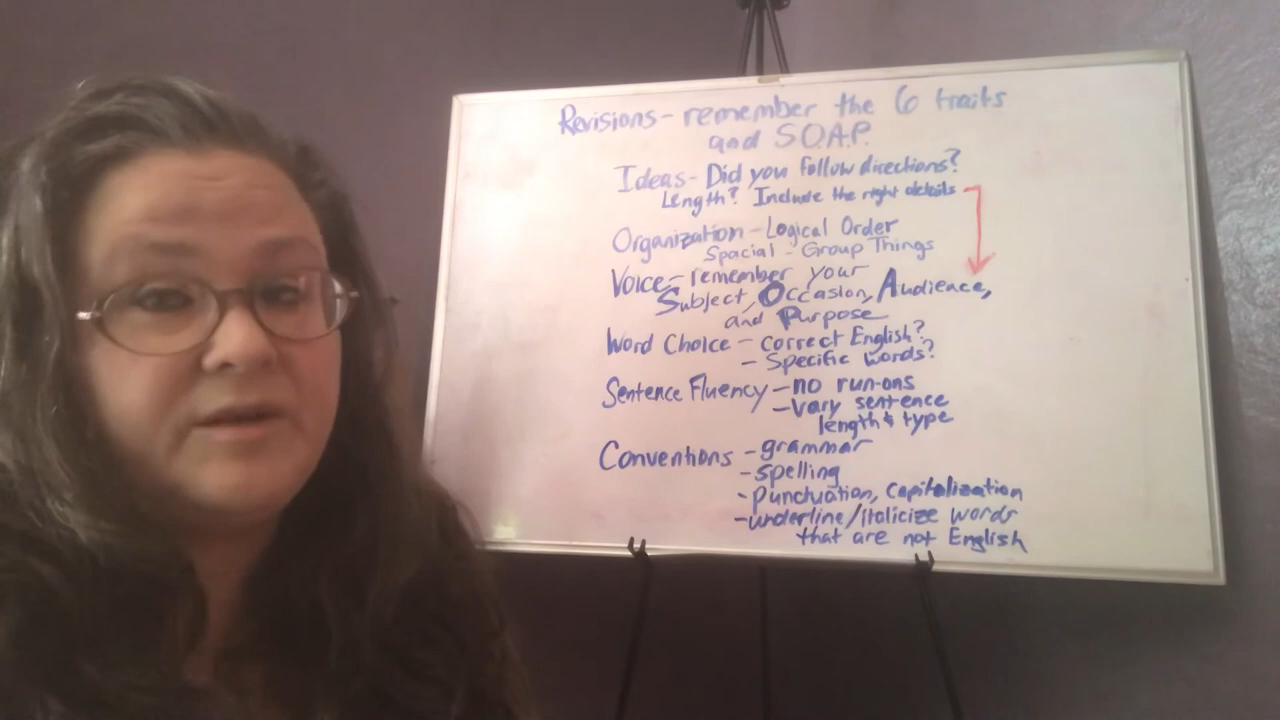 Revisions - remember the 6 traits
and S.O.A.P.
Ideas - Did you follow directions?
Length? Include the right details
Organization - Logical Order
Spacial - Group Things
Voice - remember your
Subject, Occasion, Audience,
and Purpose
Word Choice - correct English?
- Specific words?
Sentence Fluency - no run-ons
- vary sentence
length & type
Conventions - grammar
- spelling
- punctuation, capitalization
- underline/italicize words
that are not English